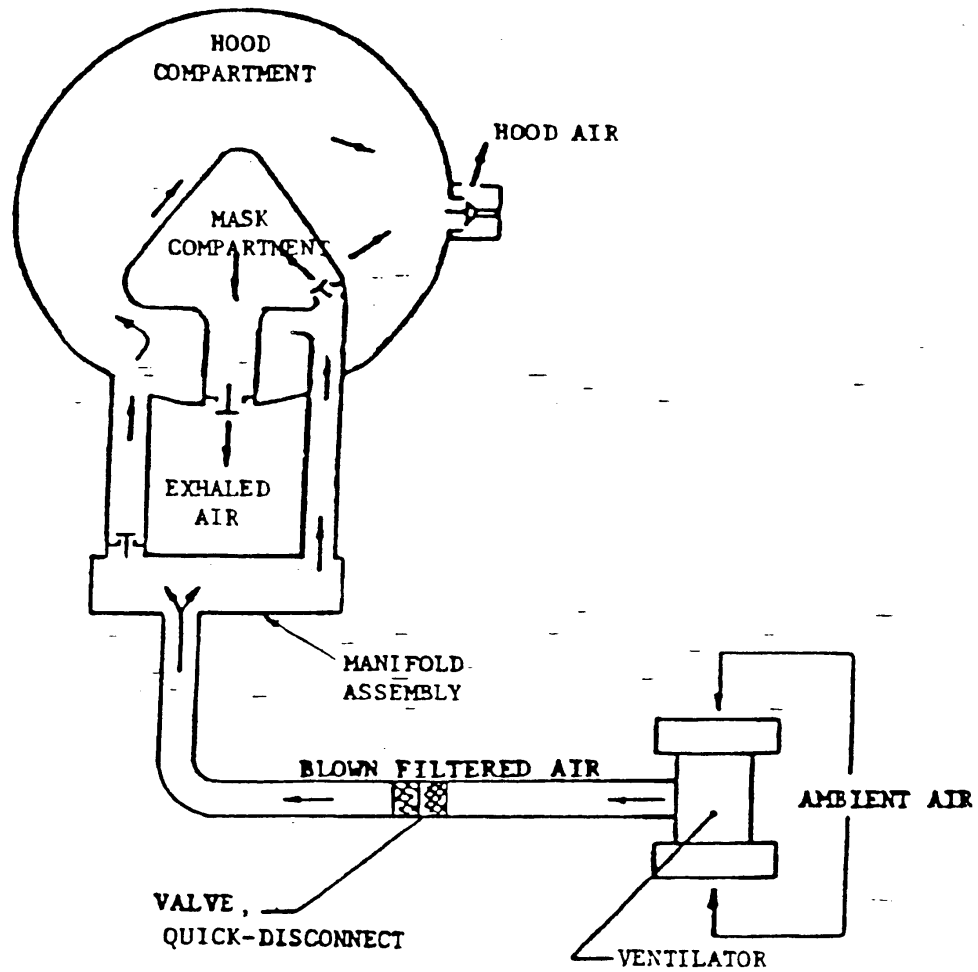 HOOD
COMPARTMENT
HOOD AIR
MASK
COMPARTMENT
EXHALED
AIR
MANIFOLD
ASSEMBLY
BLOWN FILTERED AIR
AMBIENT AIR
VALVE,
QUICK-DISCONNECT
VENTILATOR